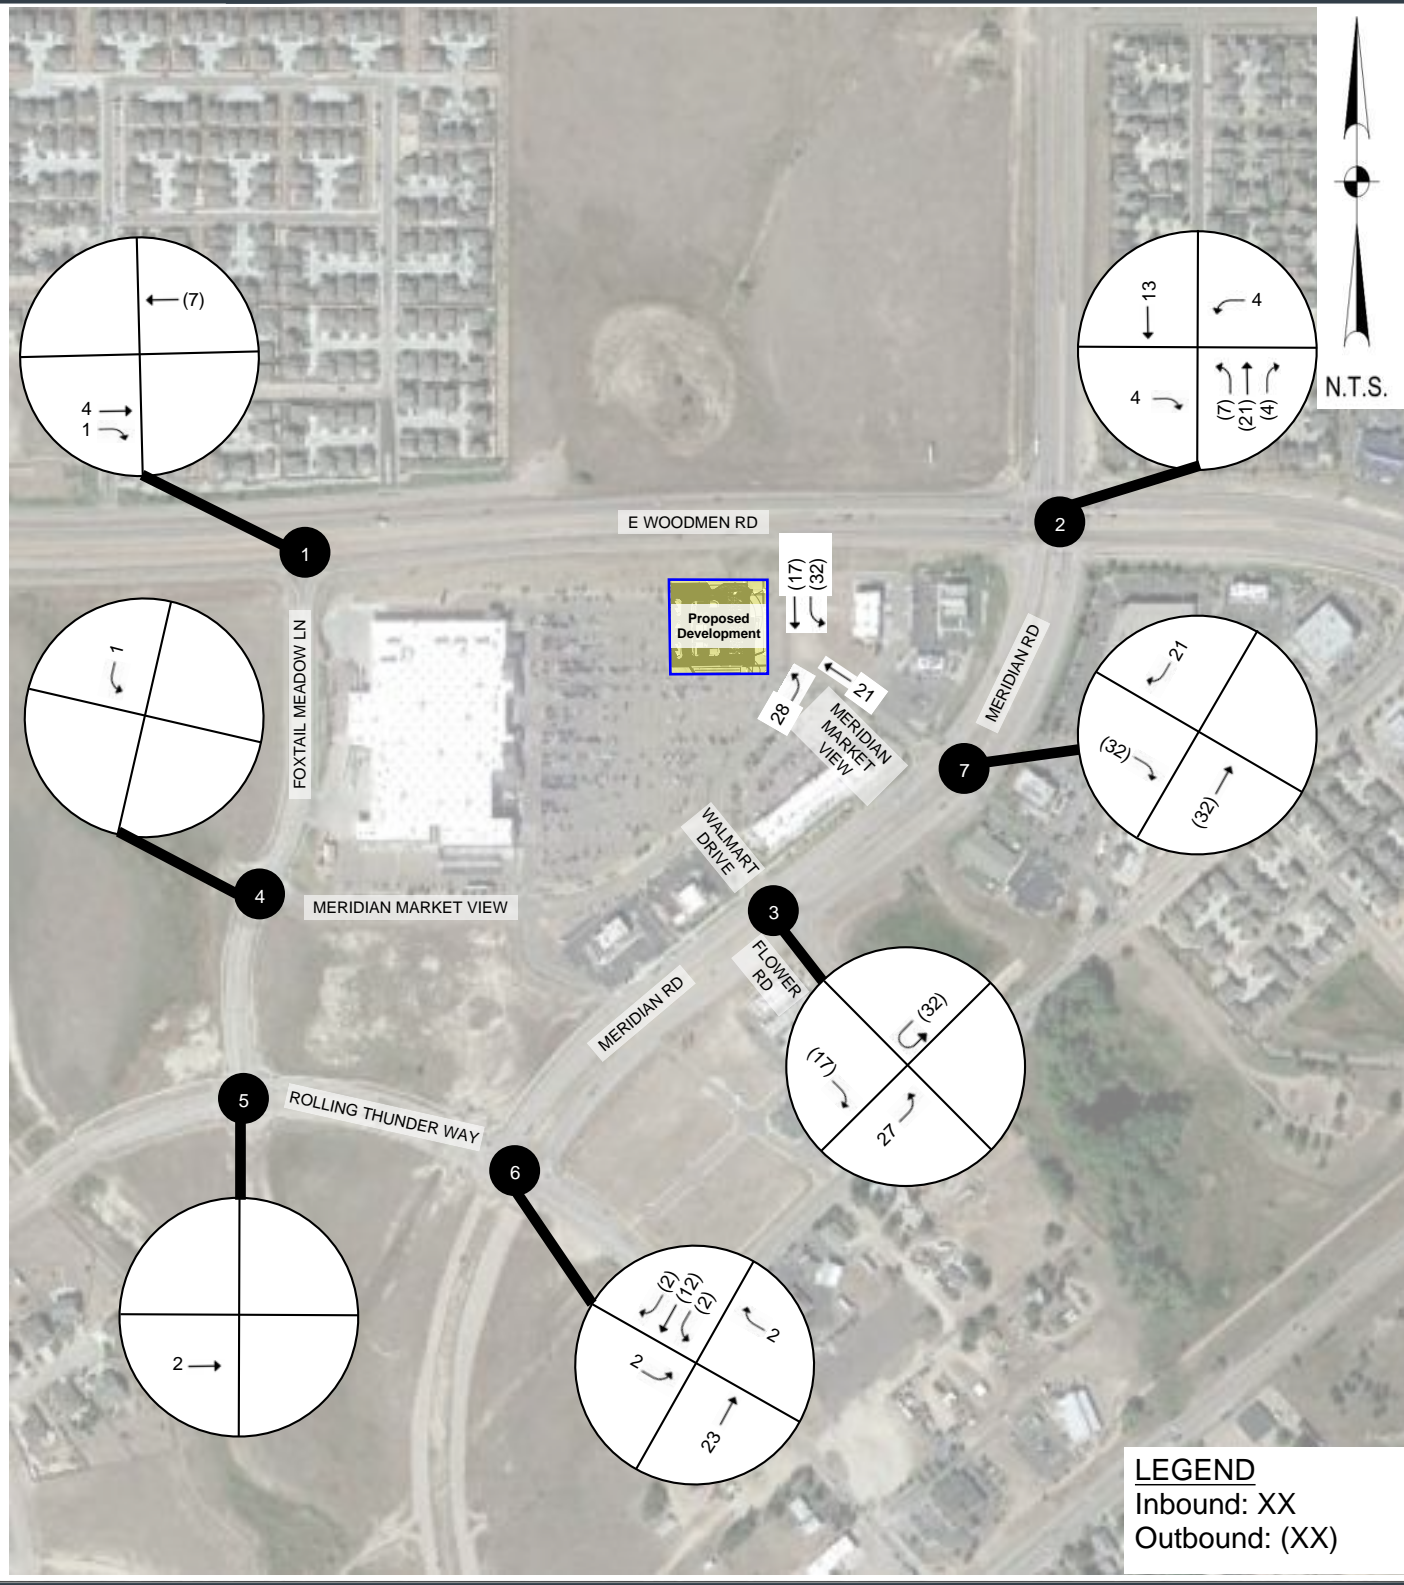 (7)
4
1
13
4
4
(7)
(21)
(4)
N.T.S.
E WOODMEN RD
2
1
(17)
(32)
Proposed
Development
FOXTAIL MEADOW LN
MERIDIAN RD
1
21
28
21
MERIDIAN
MARKET
VIEW
7
(32)
(32)
WALMART
DRIVE
4
MERIDIAN MARKET VIEW
3
FLOWER
RD
MERIDIAN RD
(32)
(17)
27
5
ROLLING THUNDER WAY
6
2
(2)
(12)
(2)
2
2
23
LEGEND
Inbound: XX
Outbound: (XX)